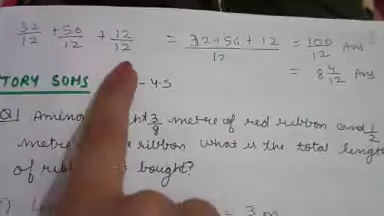 32/12 + 56/12 + 12/12 = 32+56+12/12 = 100/12 Ans
= 8 4/12 Ans
TORY SUMS - 4.5
Q1 Amino 3/8 metre of red ribbon and 1/2
metre ribbon what is the total length
of ribbon bought?
= 3 m